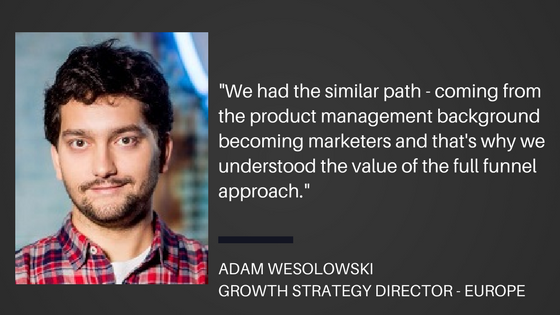 "We had the similar path - coming from
the product management background
becoming marketers and that's why we
understood the value of the full funnel
approach."
ADAM WESOLOWSKI
GROWTH STRATEGY DIRECTOR - EUROPE